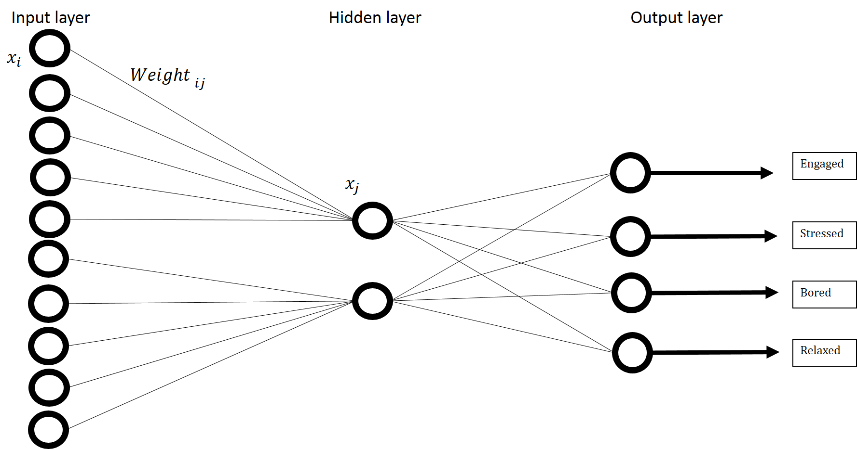 Input layer
Hidden layer
Output layer
x_i
Weight_ij
x_j
Engaged
Stressed
Bored
Relaxed